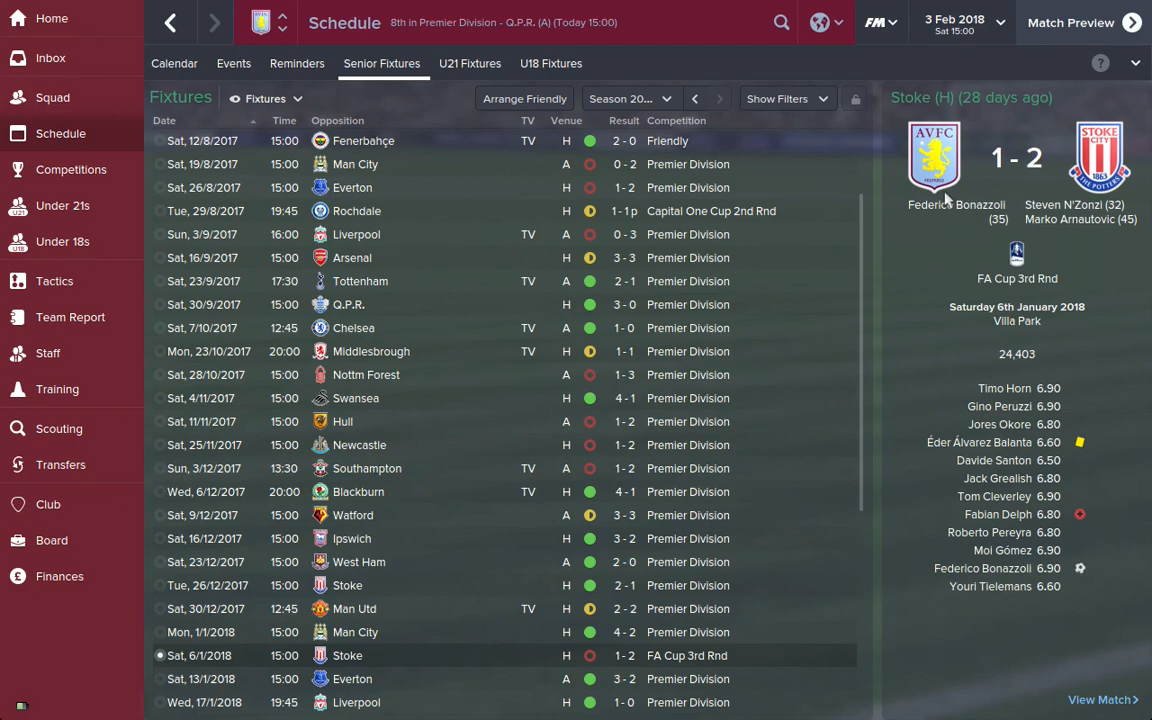 Home
Inbox
Squad
Schedule
Competitions
Under 21s
Under 18s
Tactics
Team Report
Staff
Training
Scouting
Transfers
Club
Board
Finances
Schedule 8th in Premier Division - Q.P.R. (A) (Today 15:00)
FM
3 Feb 2018
Sat 15:00
Match Preview
Calendar Events Reminders Senior Fixtures U21 Fixtures U18 Fixtures
?
Fixtures Fixtures Arrange Friendly Season 20... Show Filters
Date Time Opposition TV Venue Result Competition
Sat, 12/8/2017 15:00 Fenerbahçe TV H 2 - 0 Friendly
Sat, 19/8/2017 15:00 Man City A 0 - 2 Premier Division
Sat, 26/8/2017 15:00 Everton H 1 - 2 Premier Division
Tue, 29/8/2017 19:45 Rochdale H 1 - 1 p Capital One Cup 2nd Rnd
Sun, 3/9/2017 16:00 Liverpool TV A 0 - 3 Premier Division
Sat, 16/9/2017 15:00 Arsenal H 3 - 3 Premier Division
Sat, 23/9/2017 17:30 Tottenham TV A 2 - 1 Premier Division
Sat, 30/9/2017 15:00 Q.P.R. H 3 - 0 Premier Division
Sat, 7/10/2017 12:45 Chelsea TV A 1 - 0 Premier Division
Mon, 23/10/2017 20:00 Middlesbrough TV H 1 - 1 Premier Division
Sat, 28/10/2017 15:00 Nottm Forest A 1 - 3 Premier Division
Sat, 4/11/2017 15:00 Swansea H 4 - 1 Premier Division
Sat, 11/11/2017 15:00 Hull A 1 - 2 Premier Division
Sat, 25/11/2017 15:00 Newcastle H 1 - 2 Premier Division
Sun, 3/12/2017 13:30 Southampton TV A 1 - 2 Premier Division
Wed, 6/12/2017 20:00 Blackburn TV H 4 - 1 Premier Division
Sat, 9/12/2017 15:00 Watford A 3 - 3 Premier Division
Sat, 16/12/2017 15:00 Ipswich H 3 - 2 Premier Division
Sat, 23/12/2017 15:00 West Ham A 2 - 0 Premier Division
Tue, 26/12/2017 15:00 Stoke H 2 - 1 Premier Division
Sat, 30/12/2017 12:45 Man Utd TV H 2 - 2 Premier Division
Mon, 1/1/2018 15:00 Man City H 4 - 2 Premier Division
Sat, 6/1/2018 15:00 Stoke H 1 - 2 FA Cup 3rd Rnd
Sat, 13/1/2018 15:00 Everton A 3 - 2 Premier Division
Wed, 17/1/2018 19:45 Liverpool H 1 - 0 Premier Division
Stoke (H) (28 days ago)
AVFC
1 - 2
STOKE
CITY
1863
THE POTTERS
Federico Bonazzoli
(35)
Steven N'Zonzi (32)
Marko Arnautovic (45)
FA Cup 3rd Rnd
Saturday 6th January 2018
Villa Park
24,403
Timo Horn 6.90
Gino Peruzzi 6.90
Jores Okore 6.80
Éder Álvarez Balanta 6.60
Davide Santon 6.50
Jack Grealish 6.80
Tom Cleverley 6.90
Fabian Delph 6.80
Roberto Pereyra 6.80
Moi Gómez 6.90
Federico Bonazzoli 6.90
Youri Tielemans 6.60
View Match>